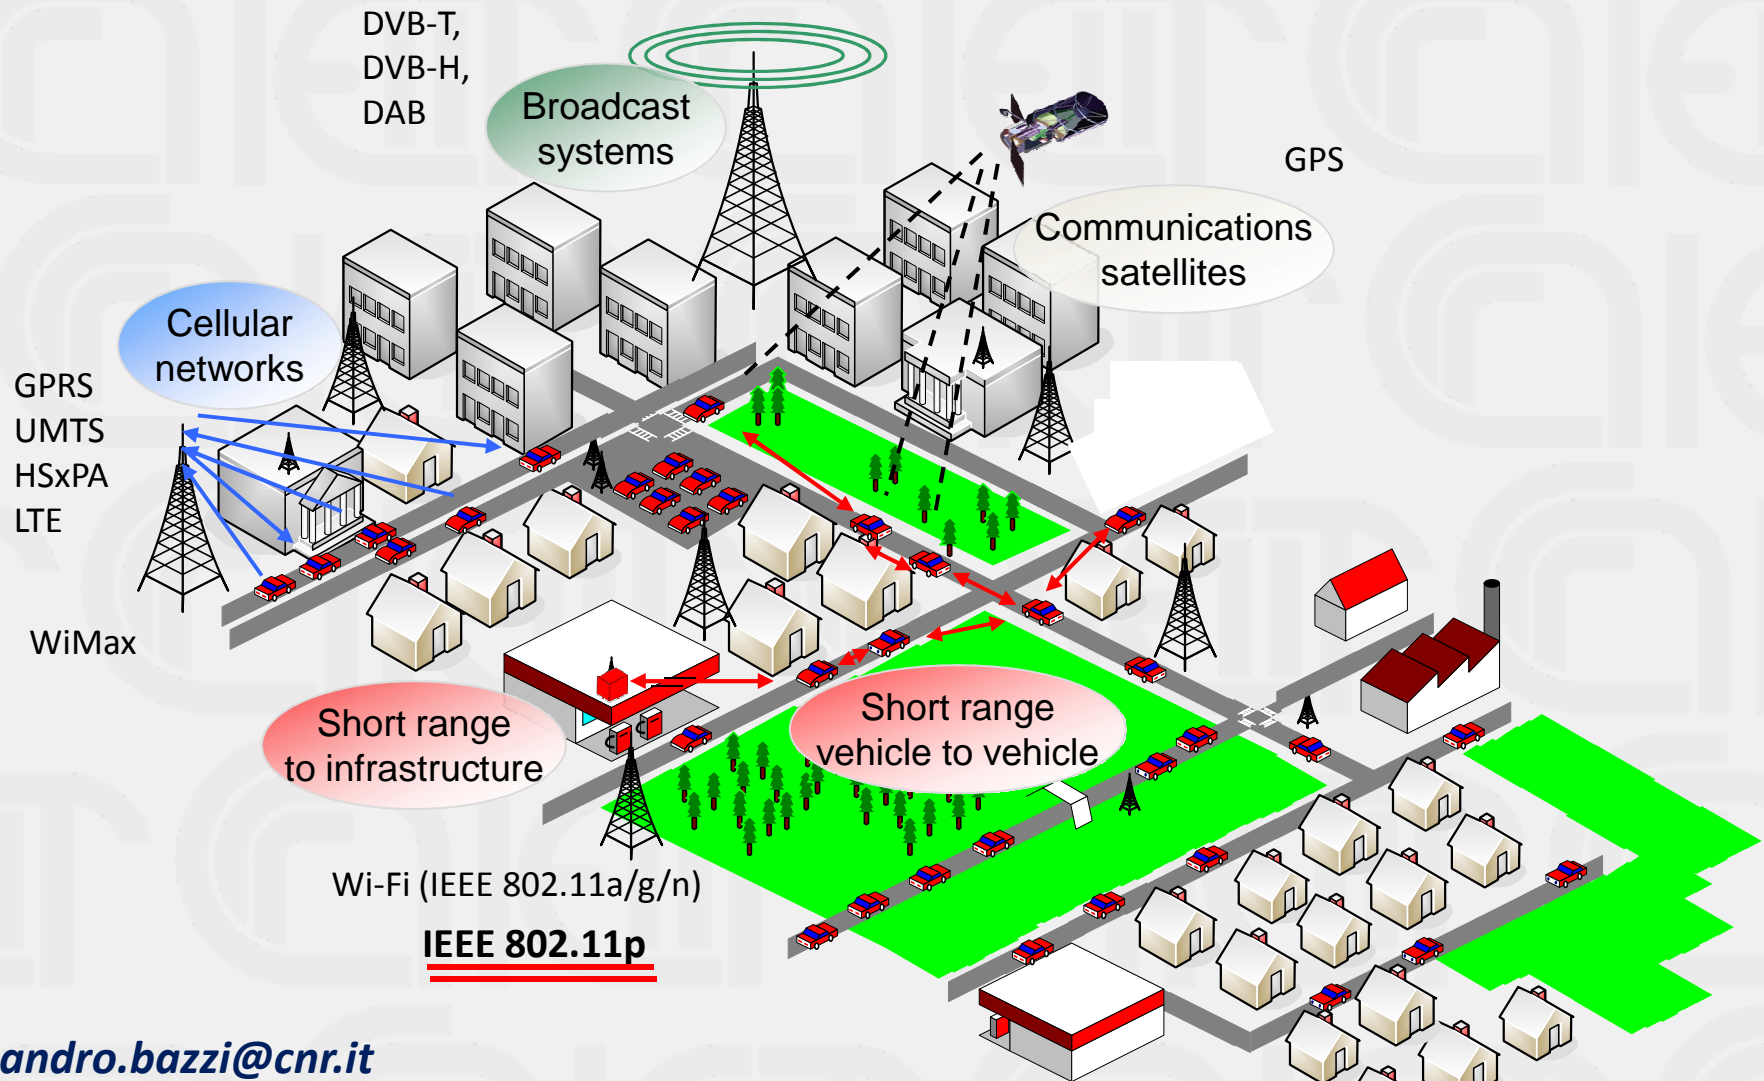 DVB-T,
DVB-H,
DAB
Broadcast
systems
GPS
Communications
satellites
Cellular
networks
GPRS
UMTS
HSxPA
LTE
WiMax
Short range
to infrastructure
Short range
vehicle to vehicle
Wi-Fi (IEEE 802.11a/g/n)
IEEE 802.11p
andro.bazzi@cnr.it